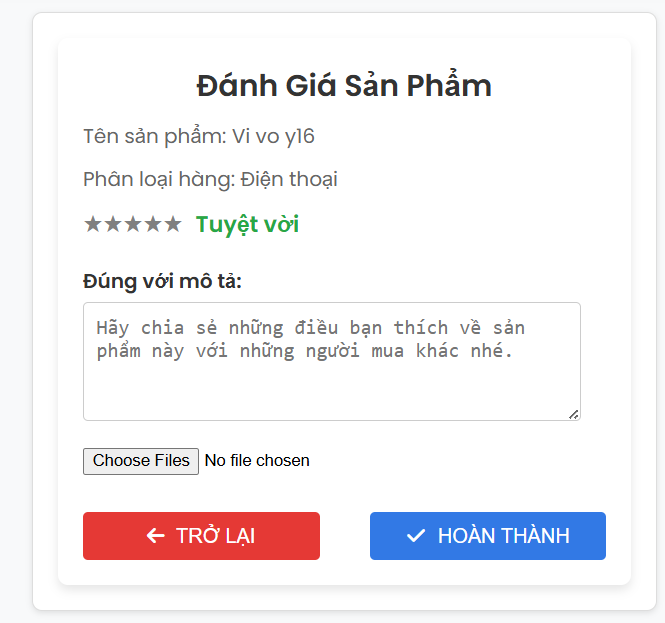 Đánh Giá Sản Phẩm
Tên sản phẩm: Vi vo y16
Phân loại hàng: Điện thoại
★★★★★ Tuyệt vời
Đúng với mô tả:
Hãy chia sẻ những điều bạn thích về sản
phẩm này với những người mua khác nhé.
Choose Files No file chosen
TRỞ LẠI
HOÀN THÀNH